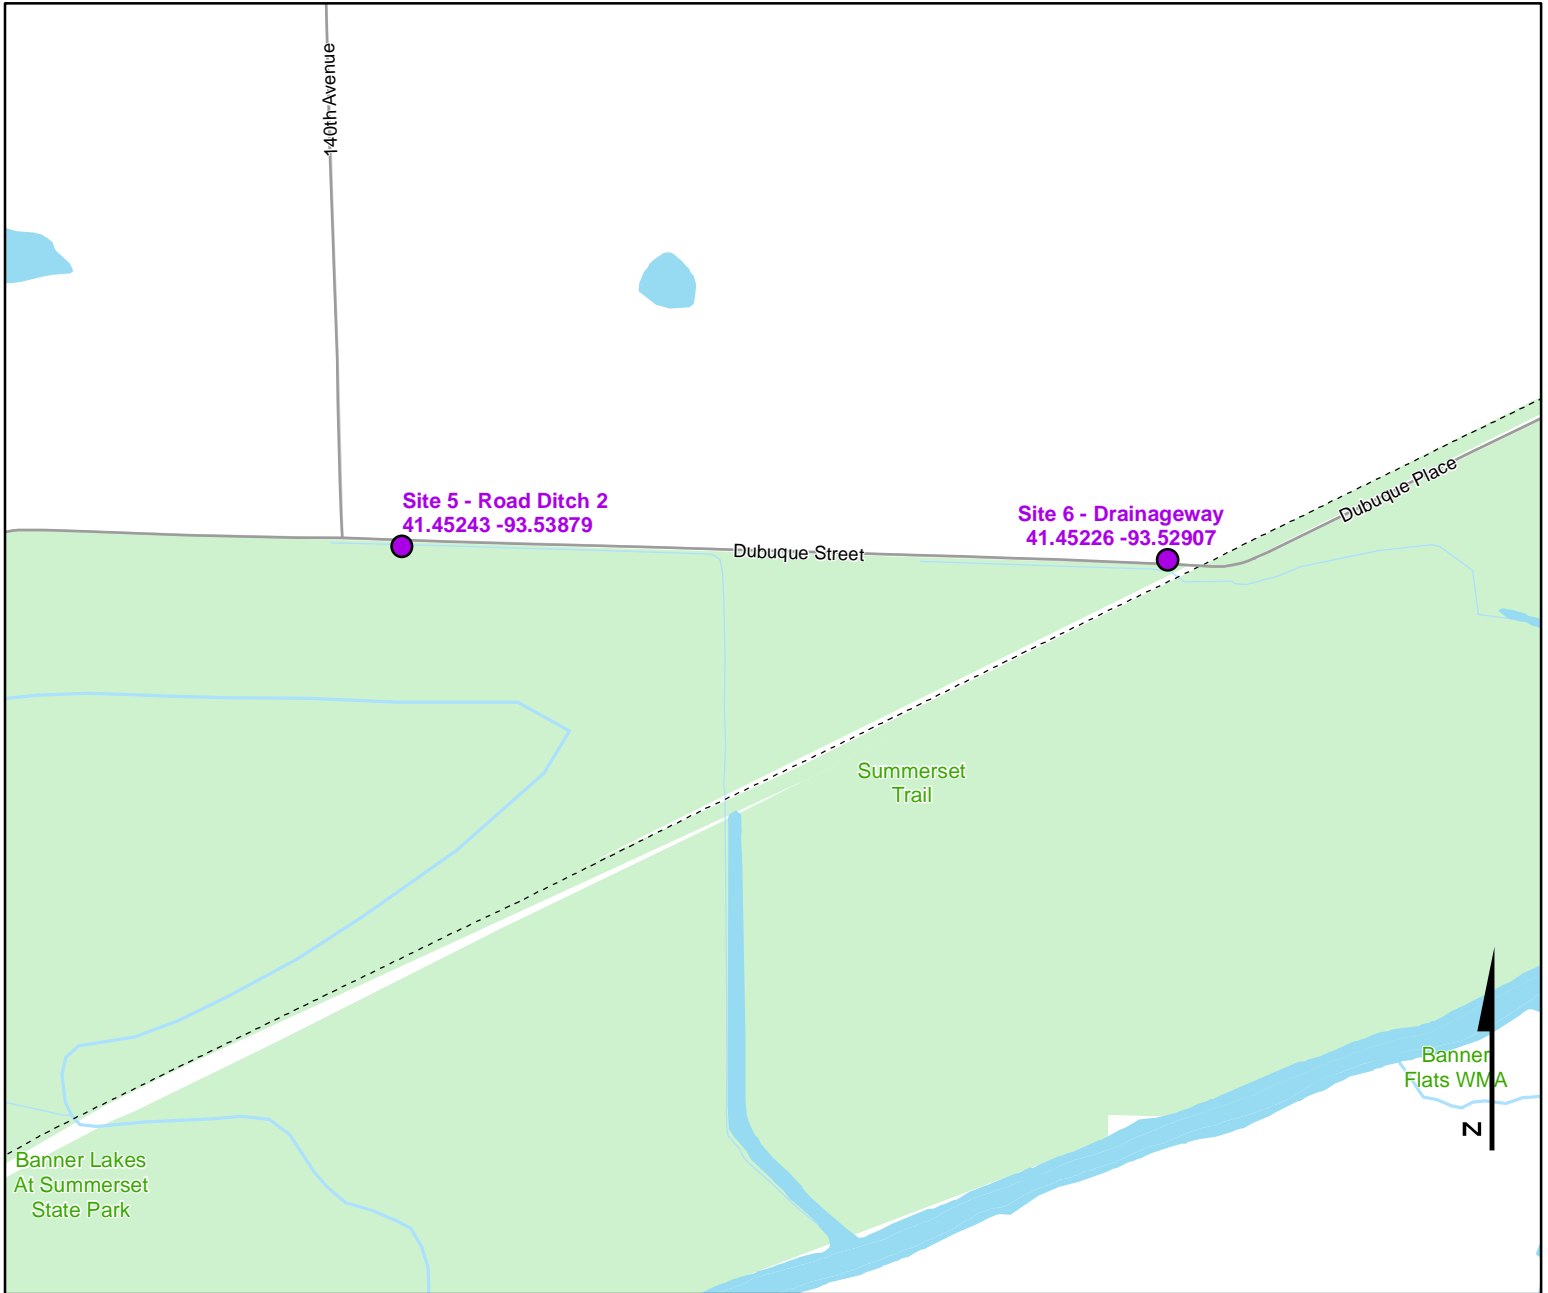 140th Avenue
Site 5 - Road Ditch 2
41.45243 -93.53879
Site 6 - Drainageway
41.45226 -93.52907
Dubuque Street
Dubuque Place
Summerset
Trail
Banner
Flats WMA
N
Banner Lakes
At Summerset
State Park